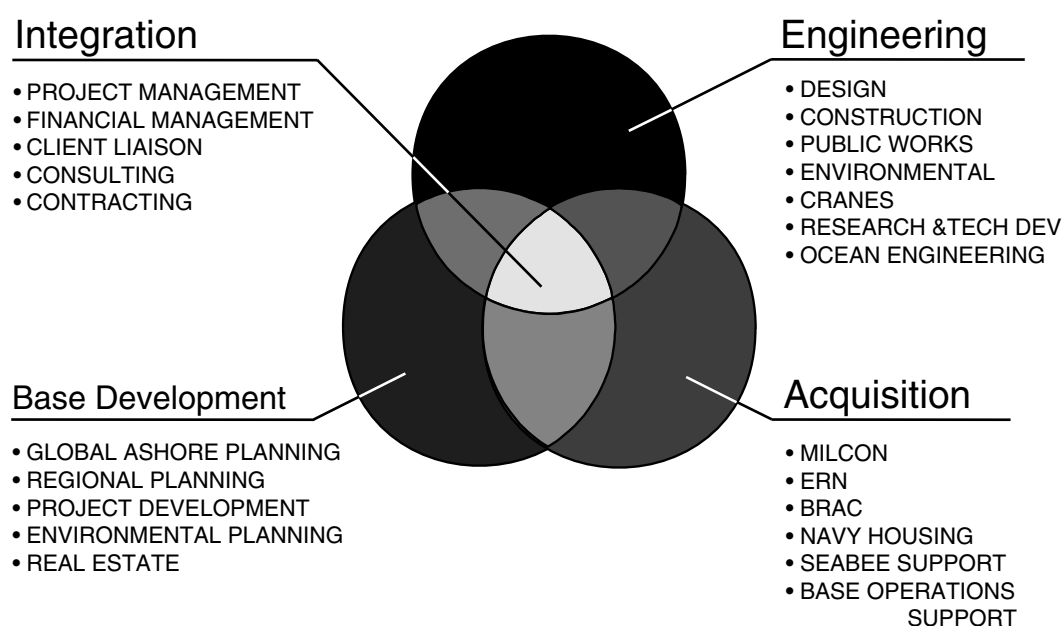 Integration
• PROJECT MANAGEMENT
• FINANCIAL MANAGEMENT
• CLIENT LIAISON
• CONSULTING
• CONTRACTING
Engineering
• DESIGN
• CONSTRUCTION
• PUBLIC WORKS
• ENVIRONMENTAL
• CRANES
• RESEARCH &TECH DEV
• OCEAN ENGINEERING
Base Development
• GLOBAL ASHORE PLANNING
• REGIONAL PLANNING
• PROJECT DEVELOPMENT
• ENVIRONMENTAL PLANNING
• REAL ESTATE
Acquisition
• MILCON
• ERN
• BRAC
• NAVY HOUSING
• SEABEE SUPPORT
• BASE OPERATIONS
SUPPORT